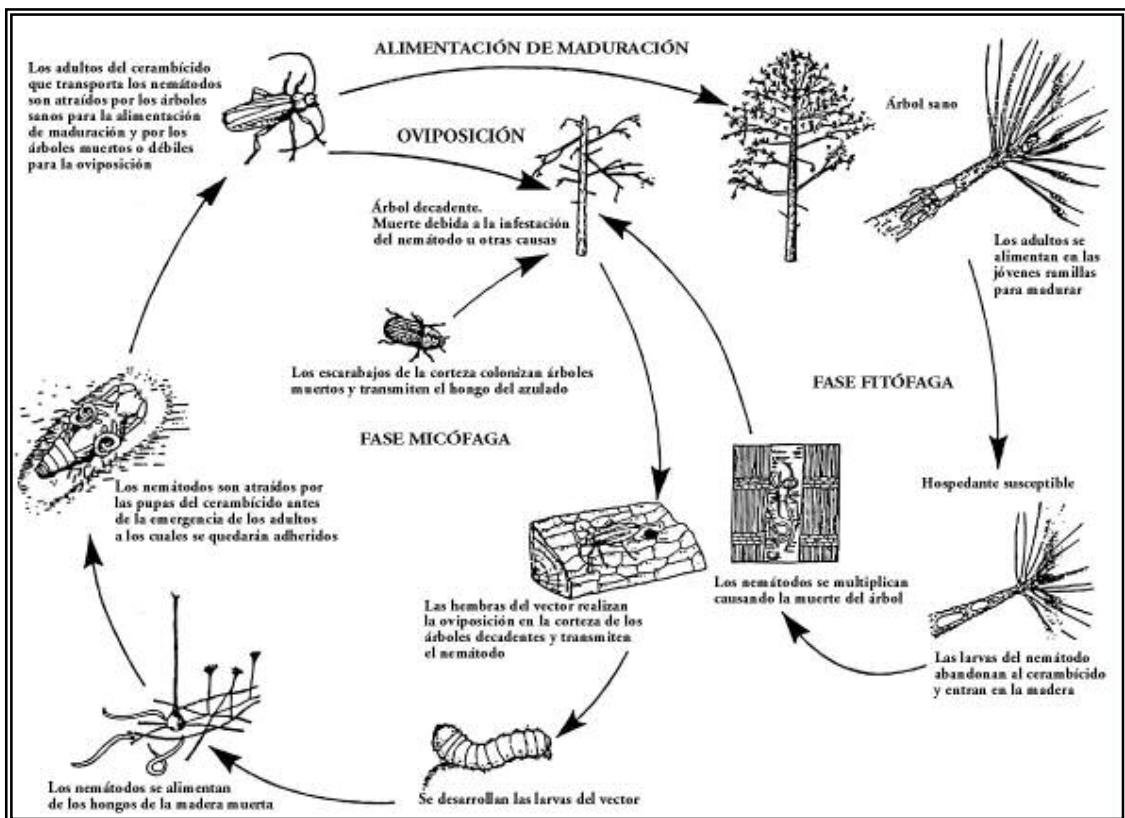 ALIMENTACIÓN DE MADURACIÓN
Los adultos del cerambícido
que transporta los nemátodos
son atraídos por los árboles
sanos para la alimentación
de maduración y por los
árboles muertos o débiles
para la oviposición
OVIPOSICIÓN
Árbol sano
Árbol decadente.
Muerte debida a la infestación
del nemátodo u otras causas
Los adultos se
alimentan en las
jóvenes ramillas
para madurar
Los escarabajos de la corteza colonizan árboles
muertos y transmiten el hongo del azulado
FASE FITÓFAGA
FASE MICÓFAGA
Los nemátodos son atraídos por
las pupas del cerambícido antes
de la emergencia de los adultos
a los cuales se quedarán adheridos
Hospedante susceptible
Los nemátodos se multiplican
causando la muerte del árbol
Las hembras del vector realizan
la oviposición en la corteza de los
árboles decadentes y transmiten
el nemátodo
Las larvas del nemátodo
abandonan al cerambícido
y entran en la madera
Los nemátodos se alimentan
de los hongos de la madera muerta
Se desarrollan las larvas del vector